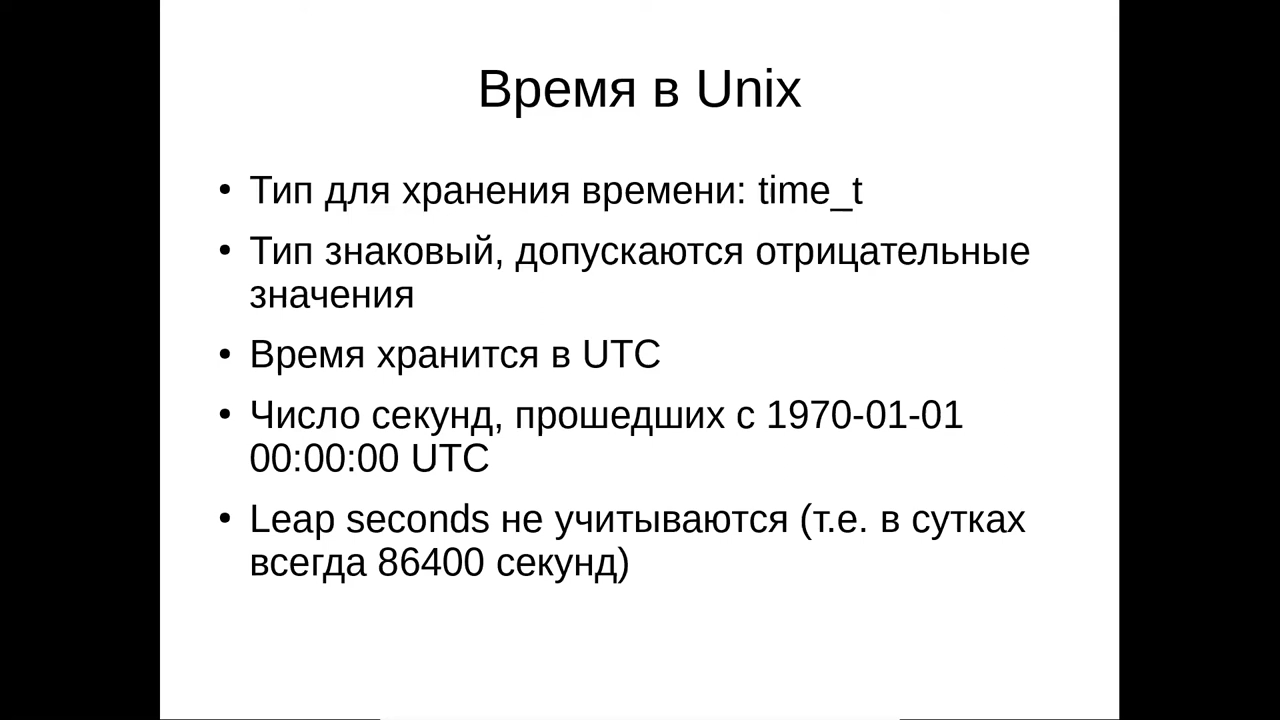 Время в Unix
• Тип для хранения времени: time_t
• Тип знаковый, допускаются отрицательные
значения
• Время хранится в UTC
• Число секунд, прошедших с 1970-01-01
00:00:00 UTC
• Leap seconds не учитываются (т.е. в сутках
всегда 86400 секунд)